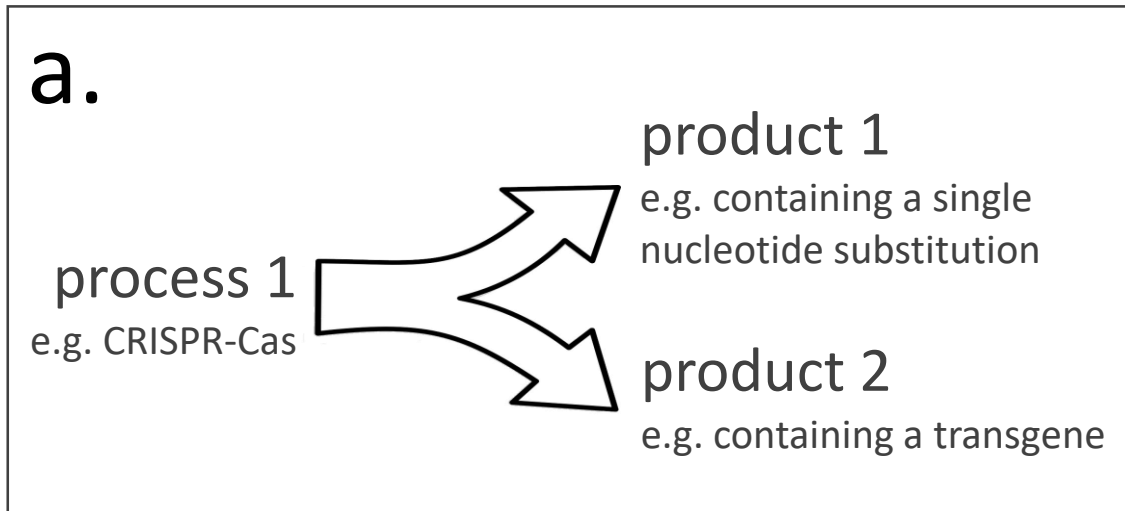 a.
process 1
e.g. CRISPR-Cas
product 1
e.g. containing a single
nucleotide substitution
product 2
e.g. containing a transgene